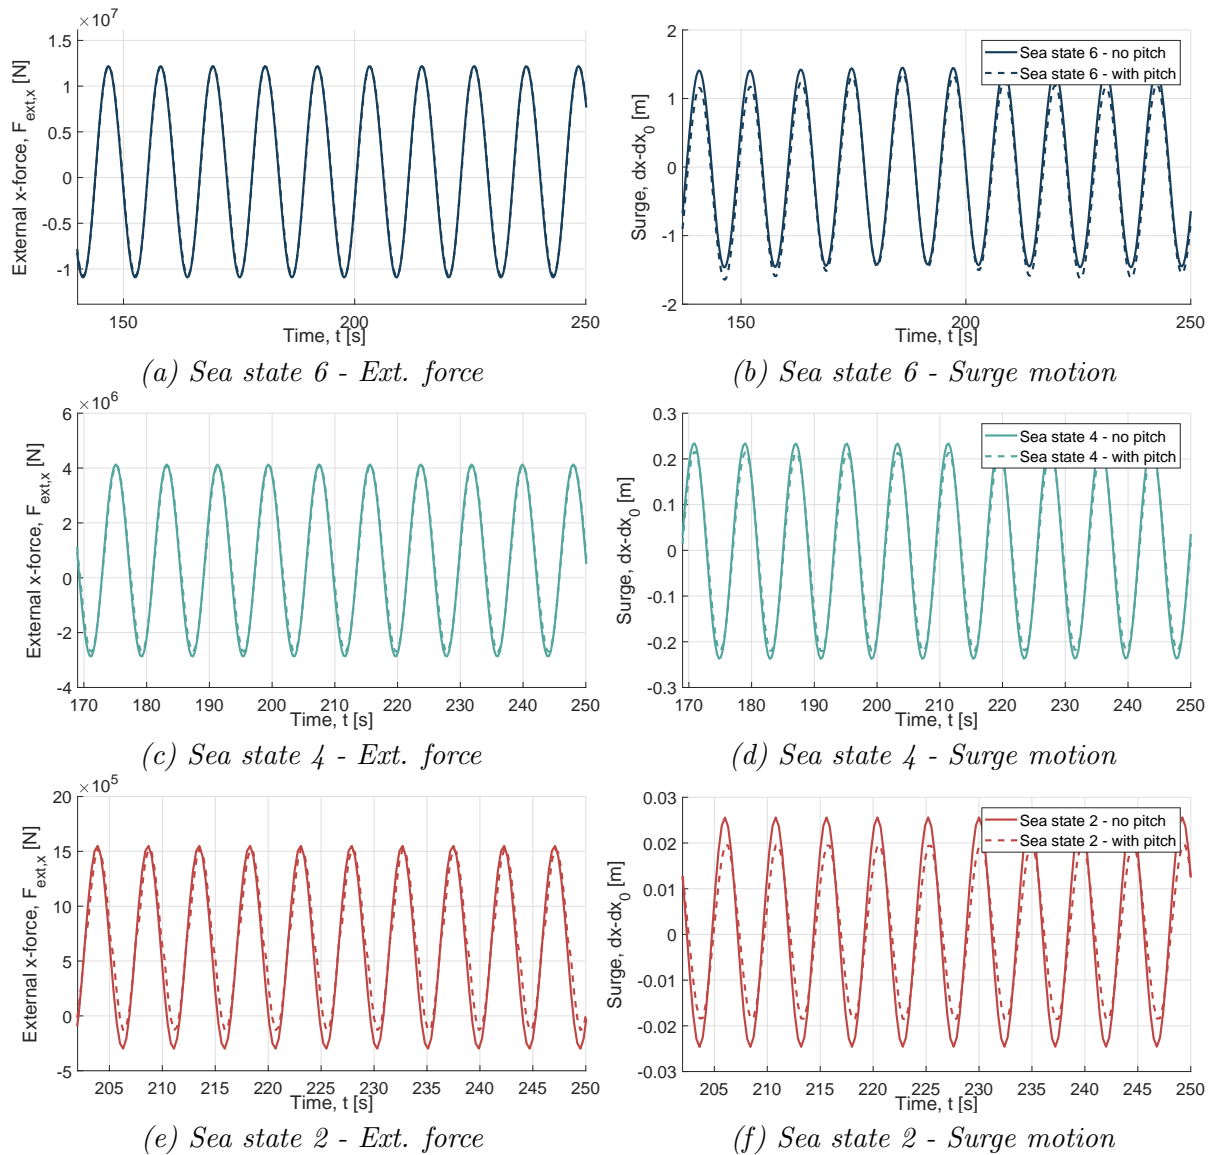 ×10^7
External x-force, F_ext,x [N]
1.5
1
0.5
0
-0.5
-1
150
200
250
Time, t [s]
(a) Sea state 6 - Ext. force
Surge, dx-dx_0 [m]
2
1
0
-1
-2
150
200
250
Time, t [s]
Sea state 6 - no pitch
Sea state 6 - with pitch
(b) Sea state 6 - Surge motion
×10^6
External x-force, F_ext,x [N]
6
4
2
0
-2
-4
170 180 190 200 210 220 230 240 250
Time, t [s]
(c) Sea state 4 - Ext. force
Surge, dx-dx_0 [m]
0.3
0.2
0.1
0
-0.1
-0.2
-0.3
170 180 190 200 210 220 230 240 250
Time, t [s]
Sea state 4 - no pitch
Sea state 4 - with pitch
(d) Sea state 4 - Surge motion
×10^5
External x-force, F_ext,x [N]
20
15
10
5
0
-5
205 210 215 220 225 230 235 240 245 250
Time, t [s]
(e) Sea state 2 - Ext. force
Surge, dx-dx_0 [m]
0.03
0.02
0.01
0
-0.01
-0.02
-0.03
205 210 215 220 225 230 235 240 245 250
Time, t [s]
Sea state 2 - no pitch
Sea state 2 - with pitch
(f) Sea state 2 - Surge motion